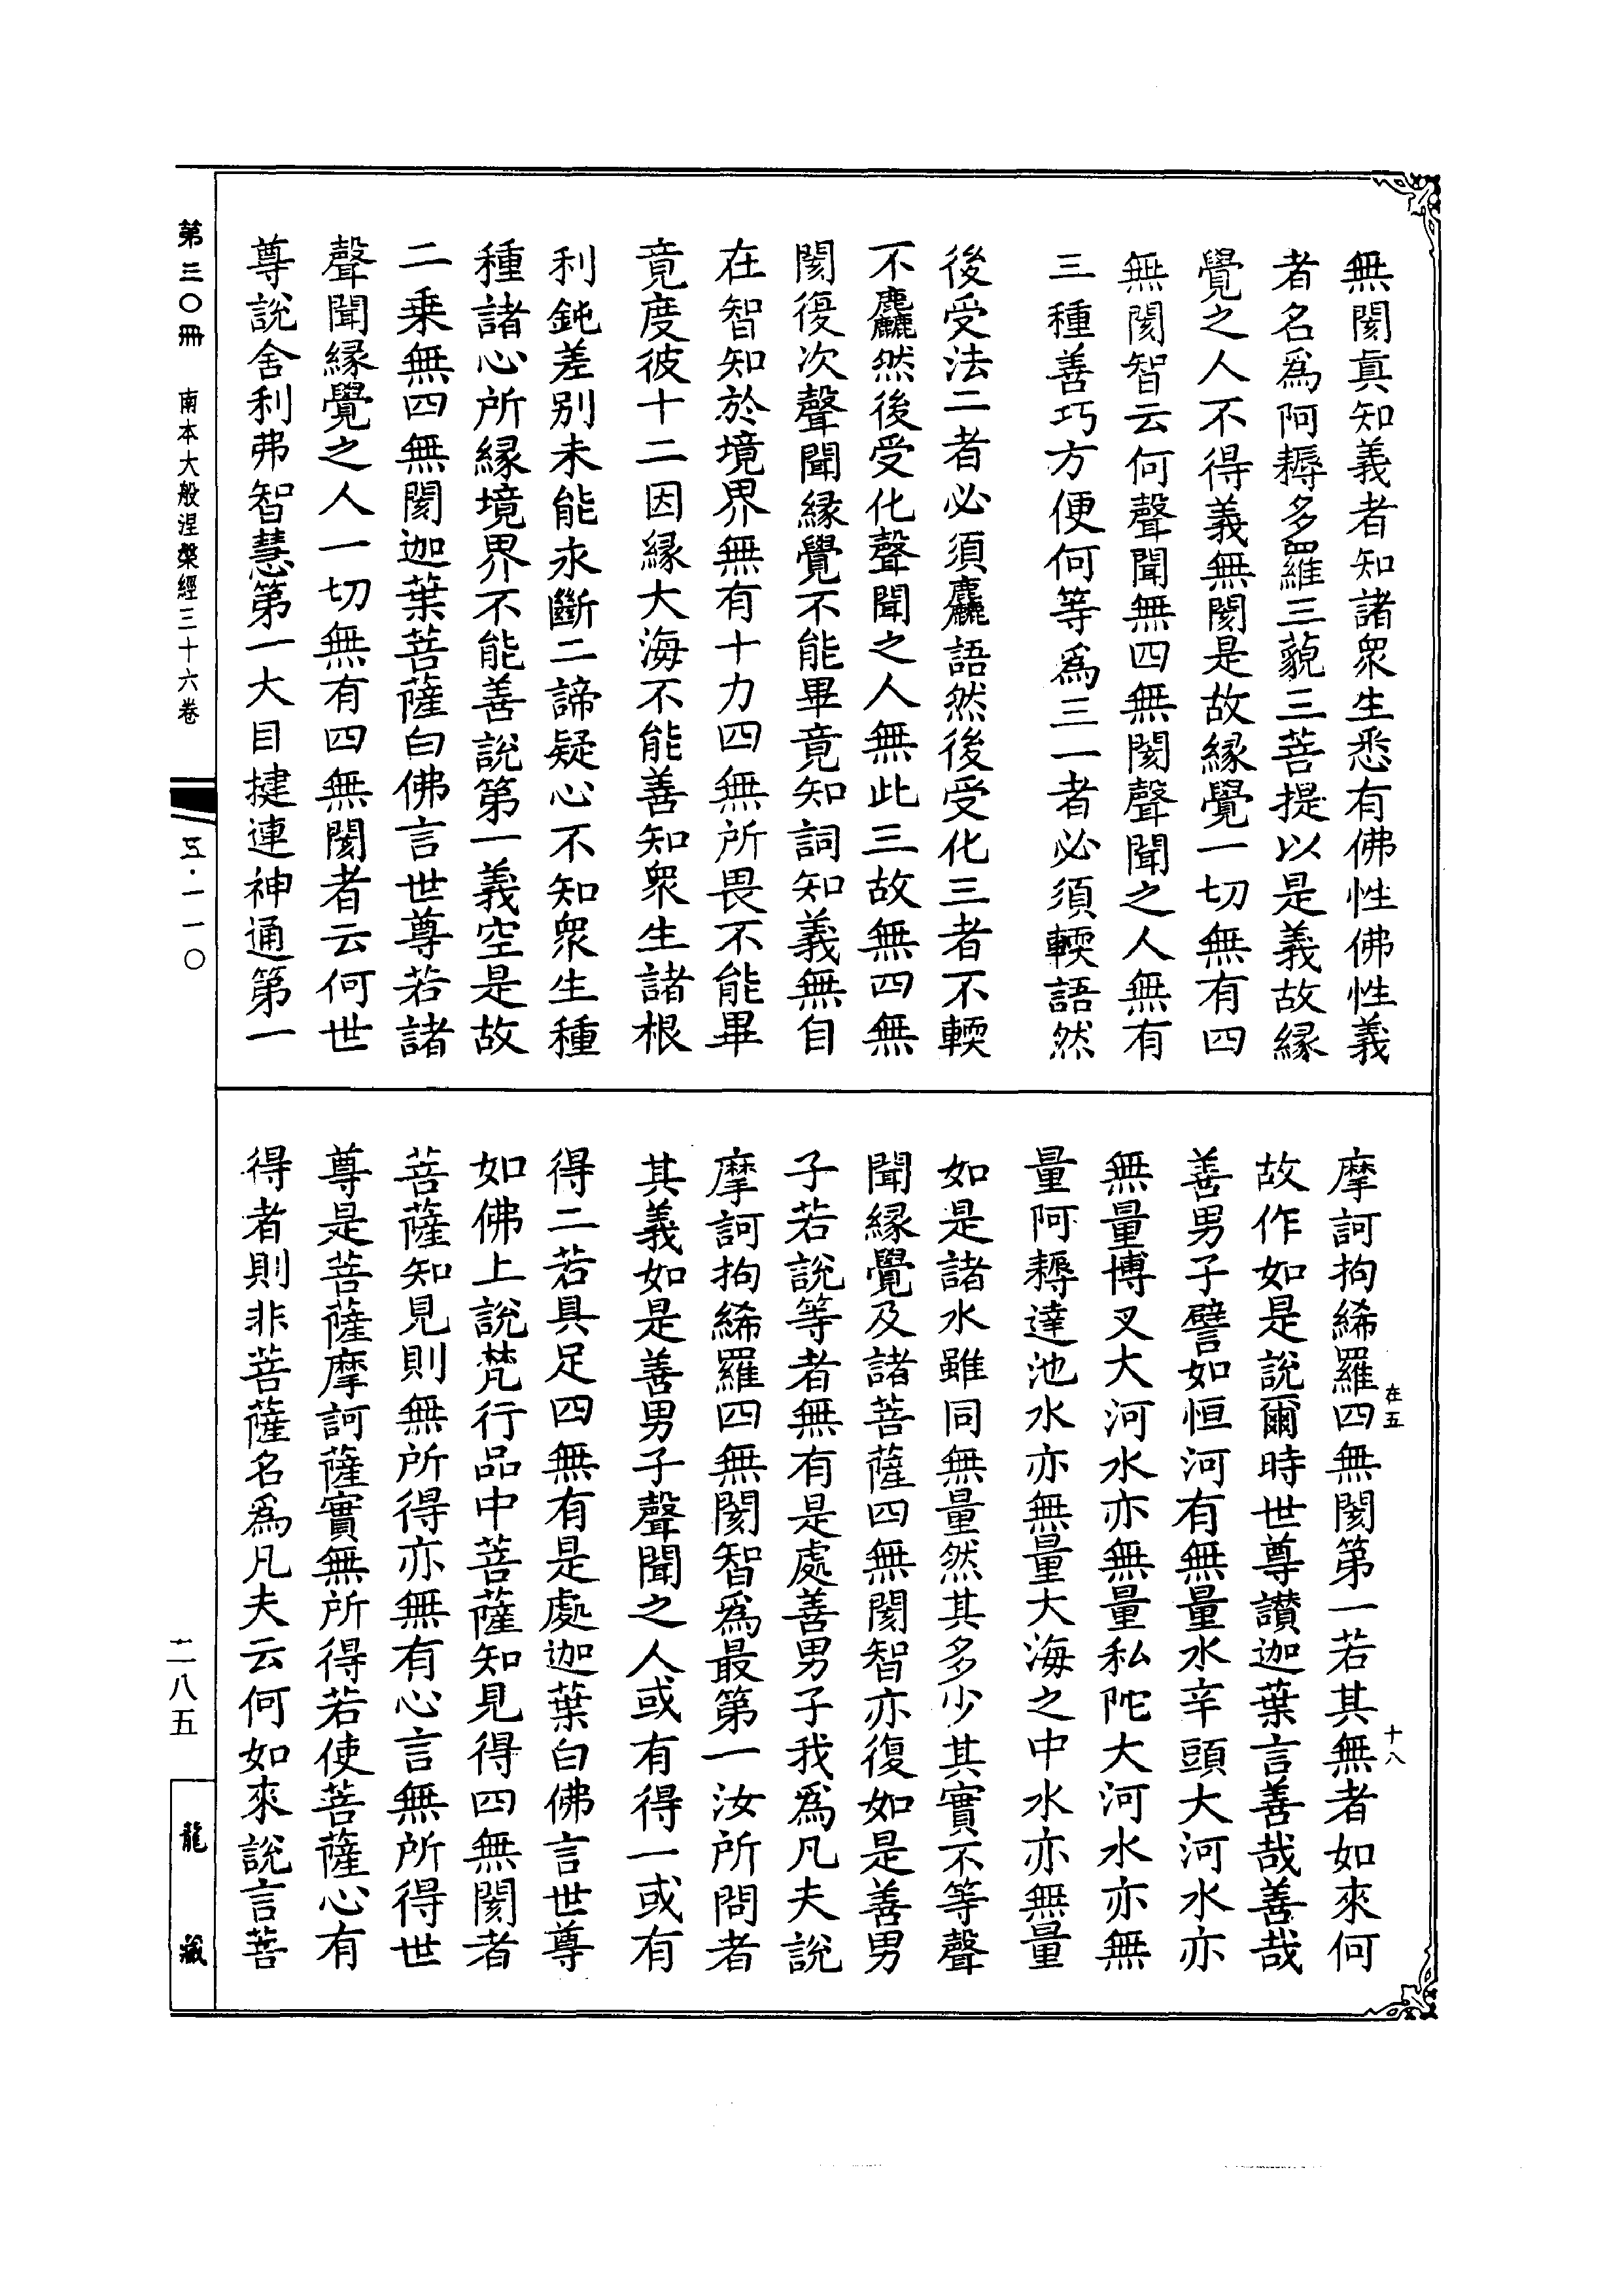 無閡真知義者知諸衆生悉有佛性佛性義
者名爲阿耨多羅三藐三菩提以是義故緣
覺之人不得義無閡是故緣覺一切無有四
無閡智云何聲聞無四無閡聲聞之人無有
三種善巧方便何等爲三一者必須輭語然
後受法二者必須麤語然後受化三者不輭
不麤然後受化聲聞之人無此三故無四無
閡復次聲聞緣覺不能畢竟知詞知義無自
在智知於境界無有十力四無所畏不能畢
竟度彼十二因緣大海不能善知衆生諸根
利鈍差別未能永斷二諦疑心不知衆生種
種諸心所緣境界不能善說第一義空是故
二乘無四無閡迦葉菩薩白佛言世尊若諸
聲聞緣覺之人一切無有四無閡者云何世
尊說舍利弗智慧第一大目揵連神通第一
摩訶拘絺羅四無閡第一若其無者如來何
故作如是說爾時世尊讃迦葉言善哉善哉
善男子譬如恒河有無量水辛頭大河水亦
無量博叉大河水亦無量私陀大河水亦無
量阿耨達池水亦無量大海之中水亦無量
如是諸水雖同無量然其多少其實不等聲
聞緣覺及諸菩薩四無閡智亦復如是善男
子若說等者無有是處善男子我爲凡夫說
摩訶拘絺羅四無閡智爲最第一汝所問者
其義如是善男子聲聞之人或有得一或有
得二若具足四無有是處迦葉白佛言世尊
如佛上說梵行品中菩薩知見得四無閡者
菩薩知見則無所得亦無有心言無所得世
尊是菩薩摩訶薩實無所得若使菩薩心有
得者則非菩薩名爲凡夫云何如來說言菩
在五
十八
第三〇冊
南本大般涅槃經三十六卷
五·一一〇
二八五
龍藏